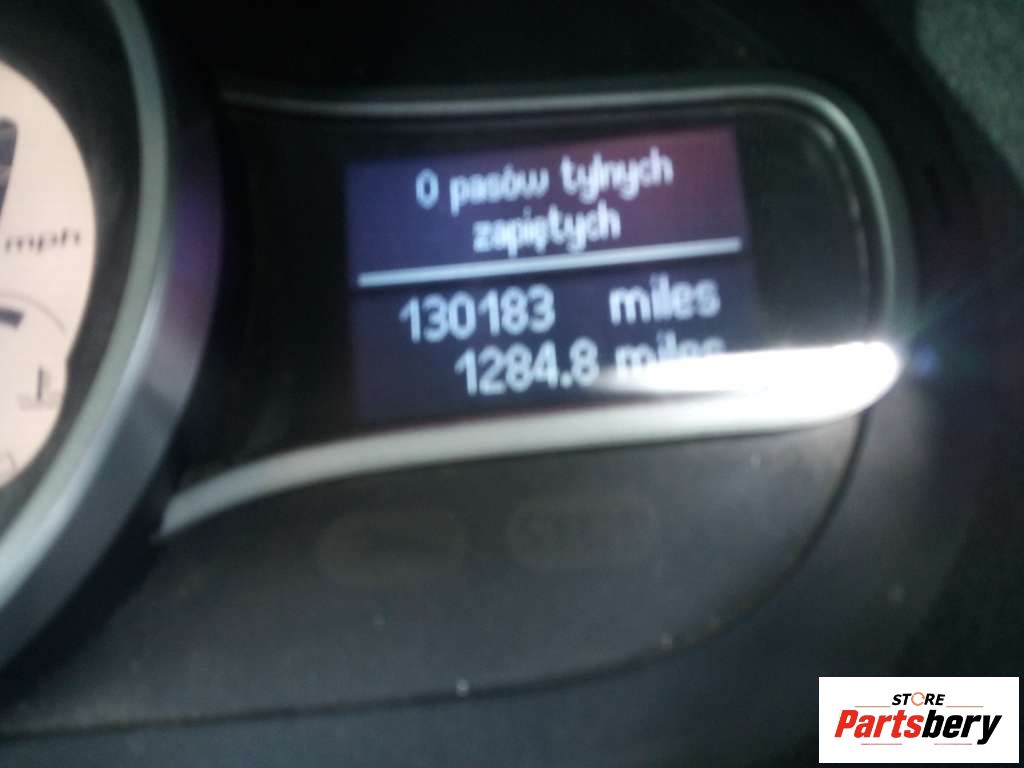 0 pasów tylnych
zapiętych
130183 miles
1284.8 miles
mph
STORE
Partsbery